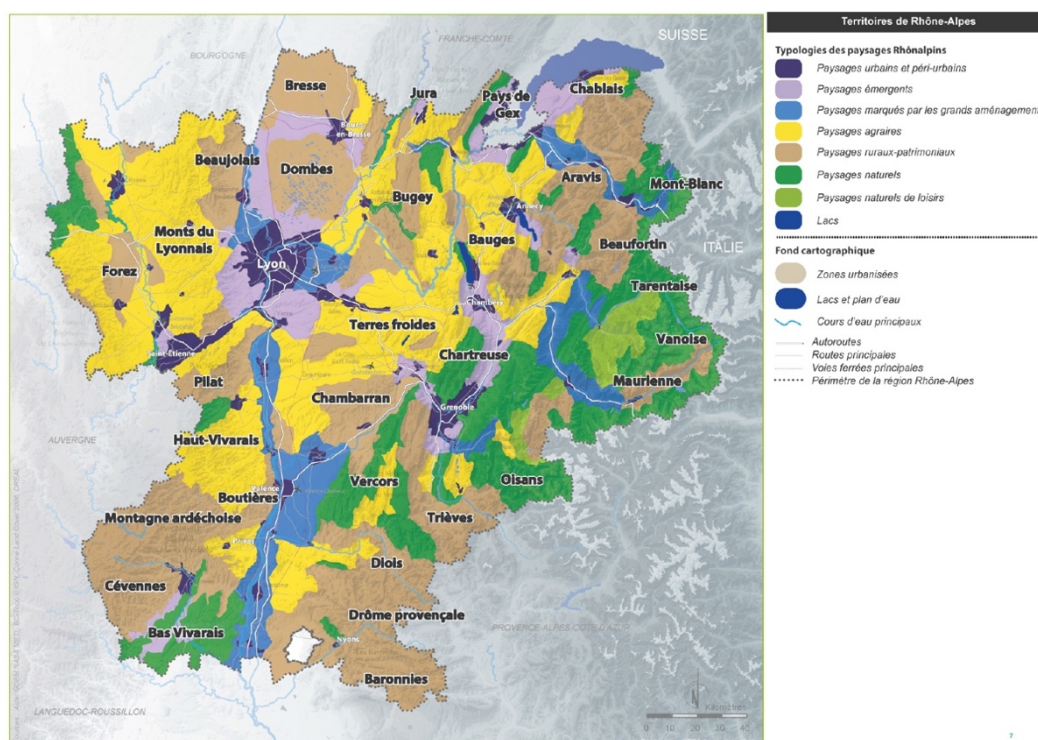 Territoires de Rhône-Alpes
Typologies des paysages Rhônalpins
Paysages urbains et péri-urbains
Paysages émergents
Paysages marqués par les grands aménagement
Paysages agraires
Paysages ruraux-patrimoniaux
Paysages naturels
Paysages naturels de loisirs
Lacs
Fond cartographique
Zones urbanisées
Lacs et plan d'eau
Cours d'eau principaux
Autoroutes
Routes principales
Voies ferrées principales
Périmètre de la région Rhône-Alpes
SUISSE
FRANCHE-COMTE
BOURGOGNE
Bresse
Jura
Pays de
Gex
Chablais
Bourg-
en-Bresse
Beaujolais
Dombes
Aravis
Mont-Blanc
Bugey
Annecy
Monts du
Lyonnais
Bauges
Beaufortin
ITALIE
Forez
Lyon
Tarentaise
Chambéry
Terres froides
Vanoise
Saint-Étienne
Chartreuse
Pilat
Maurienne
Chambarran
Grenoble
AUVERGNE
Haut-Vivarais
Vercors
Oisans
Boutières
Valence
Montagne ardéchoise
Trièves
Privas
Diois
Cévennes
Drôme provençale
Bas Vivarais
PROVENCE-ALPES-COTE D'AZUR
Nyons
Baronnies
LANGUEDOC-ROUSSILLON
Kilomètres
0 10 20 30 40
7